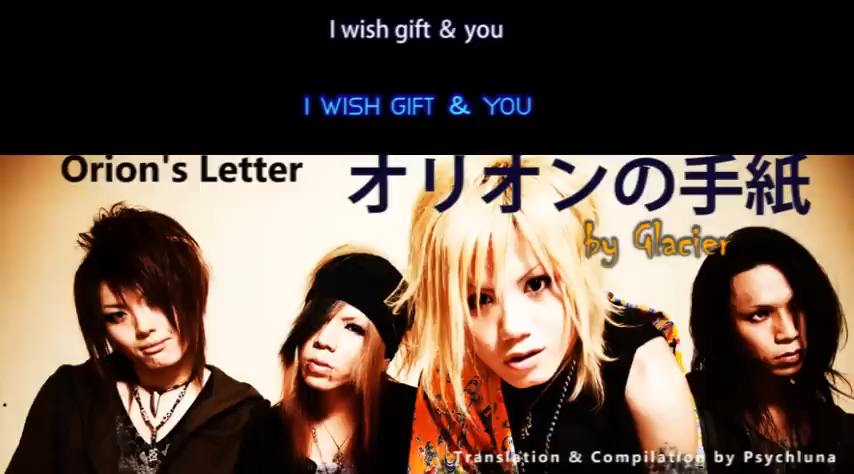 I wish gift & you
I WISH GIFT & YOU
Orion's Letter
オリオンの手紙
by Glacier
Translation & Compilation by Psychluna